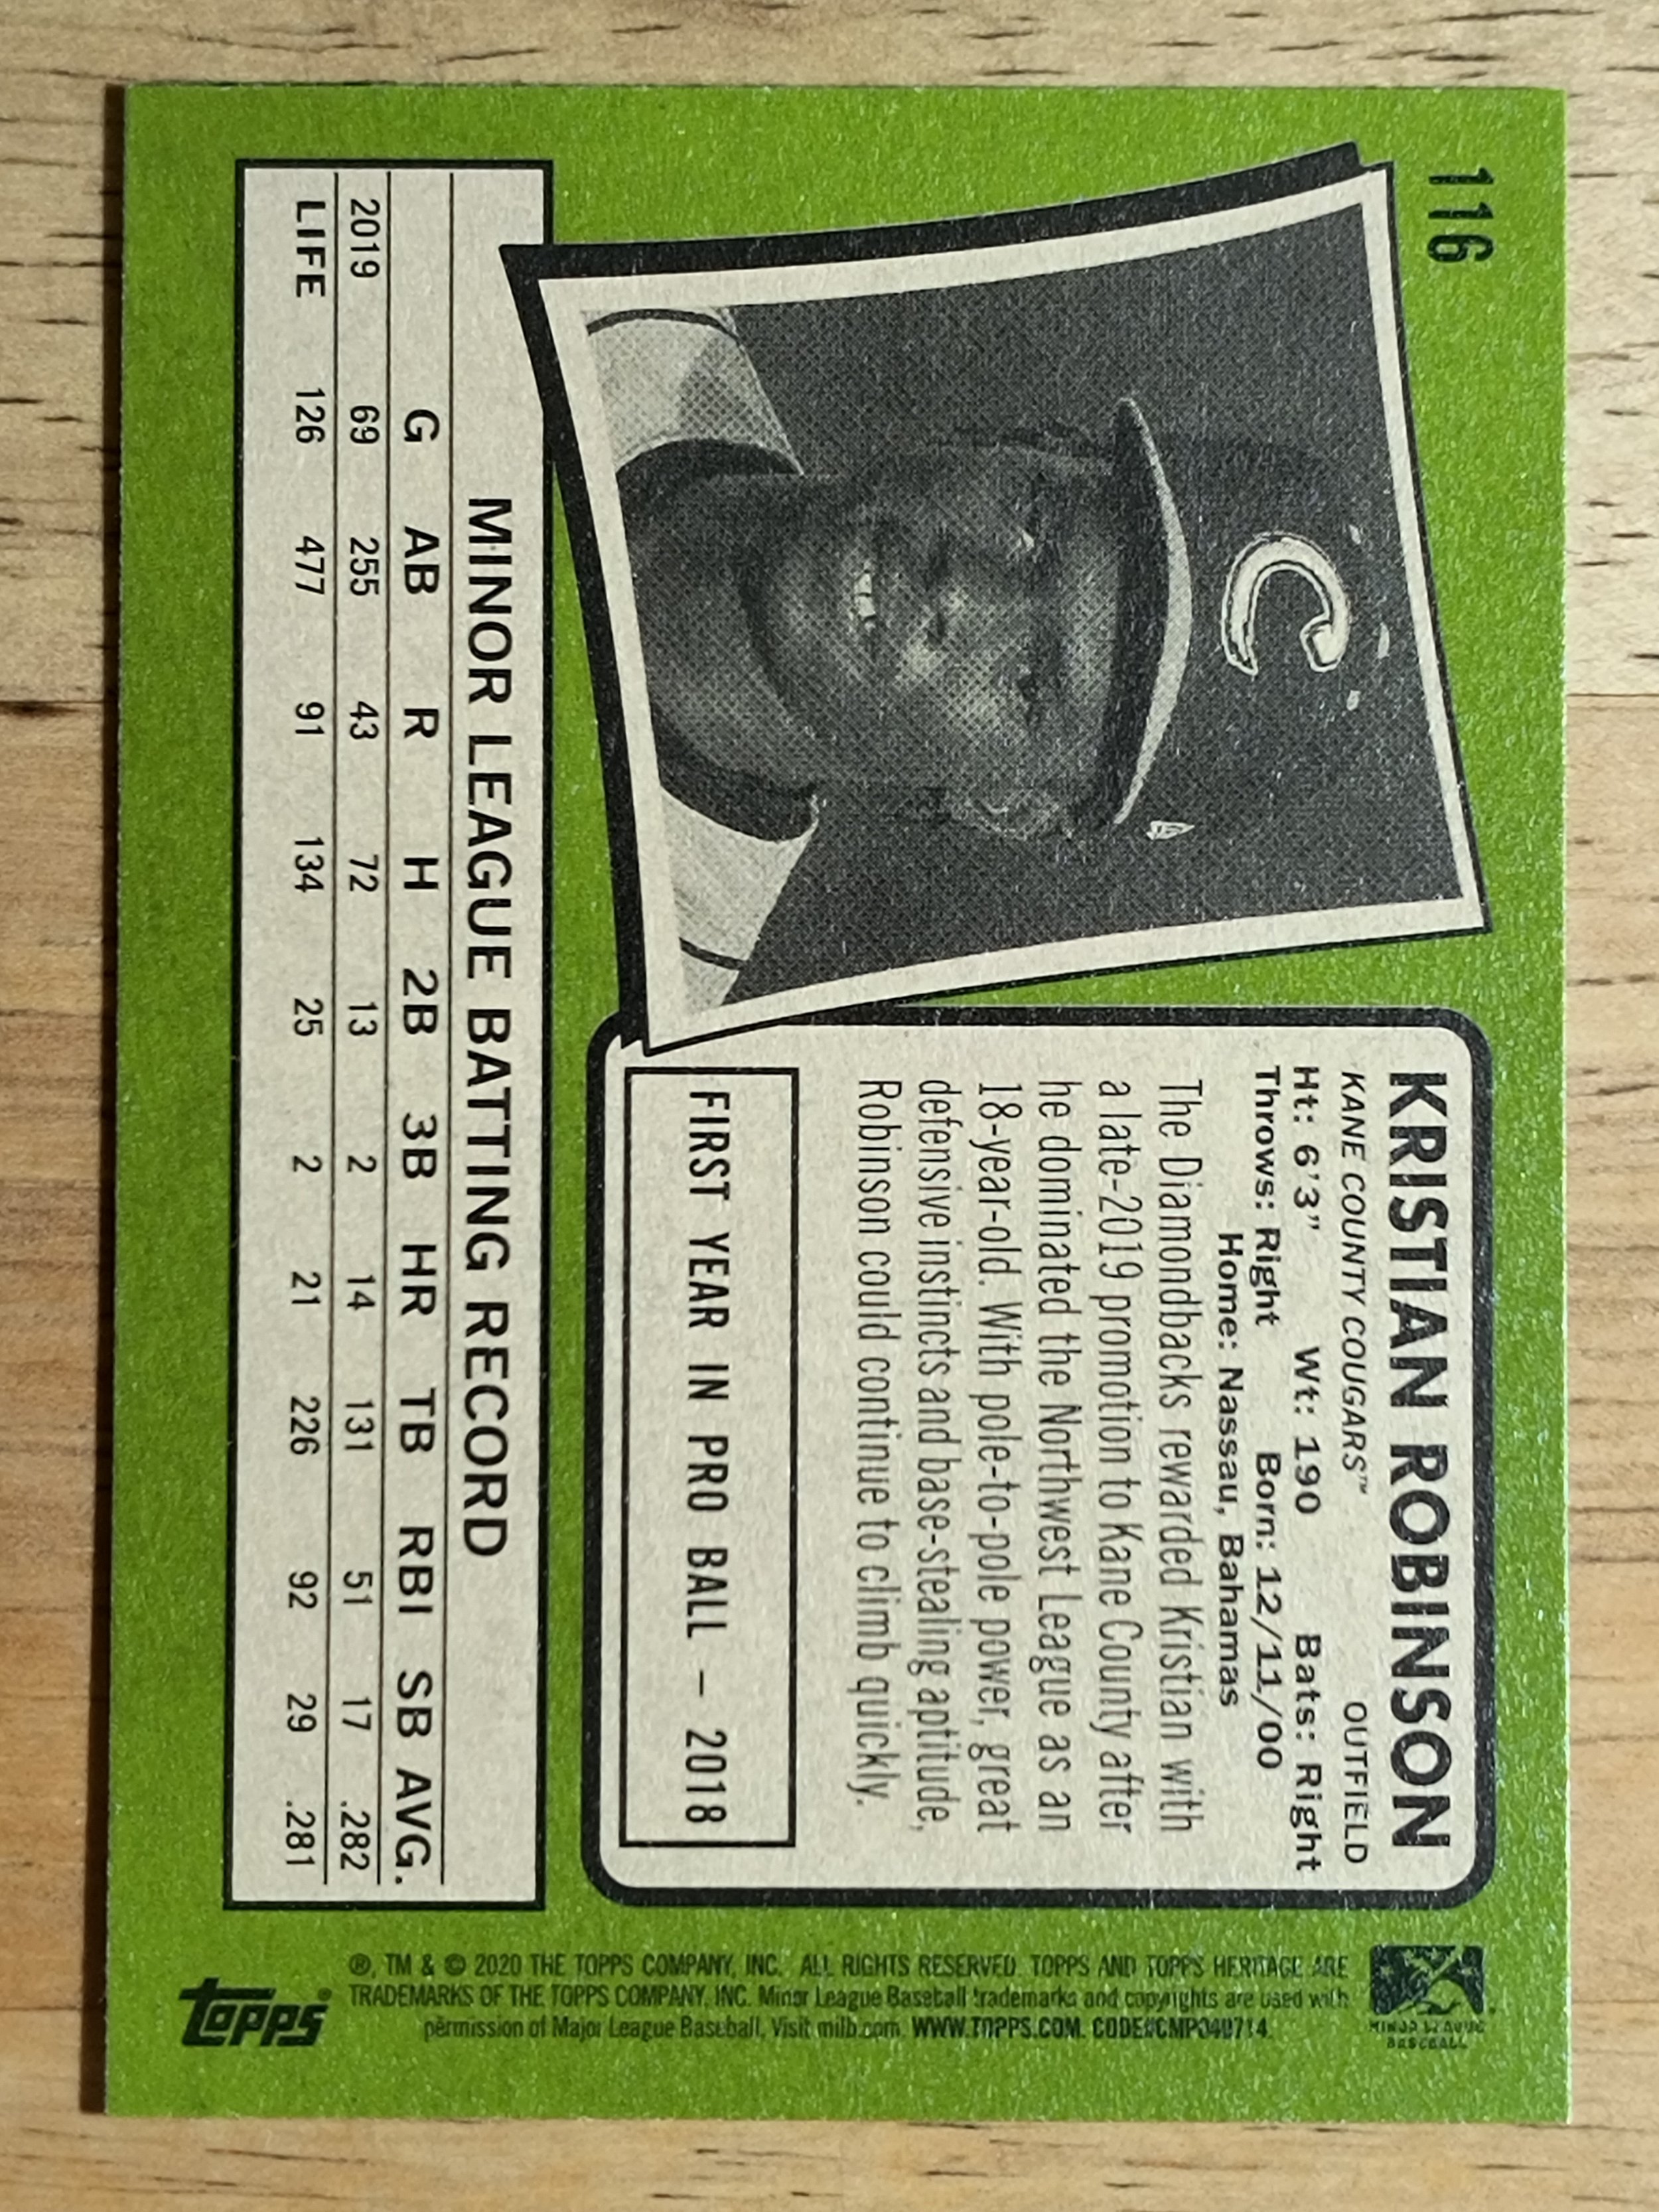 116
C
KRISTIAN ROBINSON
KANE COUNTY COUGARS™ OUTFIELD
Ht: 6'3" Wt: 190 Bats: Right
Throws: Right Born: 12/11/00
Home: Nassau, Bahamas
The Diamondbacks rewarded Kristian with
a late-2019 promotion to Kane County after
he dominated the Northwest League as an
18-year-old. With pole-to-pole power, great
defensive instincts and base-stealing aptitude,
Robinson could continue to climb quickly.
FIRST YEAR IN PRO BALL – 2018
MINOR LEAGUE BATTING RECORD
G AB R H 2B 3B HR TB RBI SB AVG.
2019 69 255 43 72 13 2 14 131 51 17 .282
LIFE 126 477 91 134 25 2 21 226 92 29 .281
MINOR LEAGUE
BASEBALL
®, TM & © 2020 THE TOPPS COMPANY, INC. ALL RIGHTS RESERVED. TOPPS AND TOPPS HERITAGE ARE
TRADEMARKS OF THE TOPPS COMPANY, INC. Minor League Baseball trademarks and copyrights are used with
permission of Major League Baseball. Visit milb.com. WWW.TOPPS.COM. CODE#CMP040714.
topps®